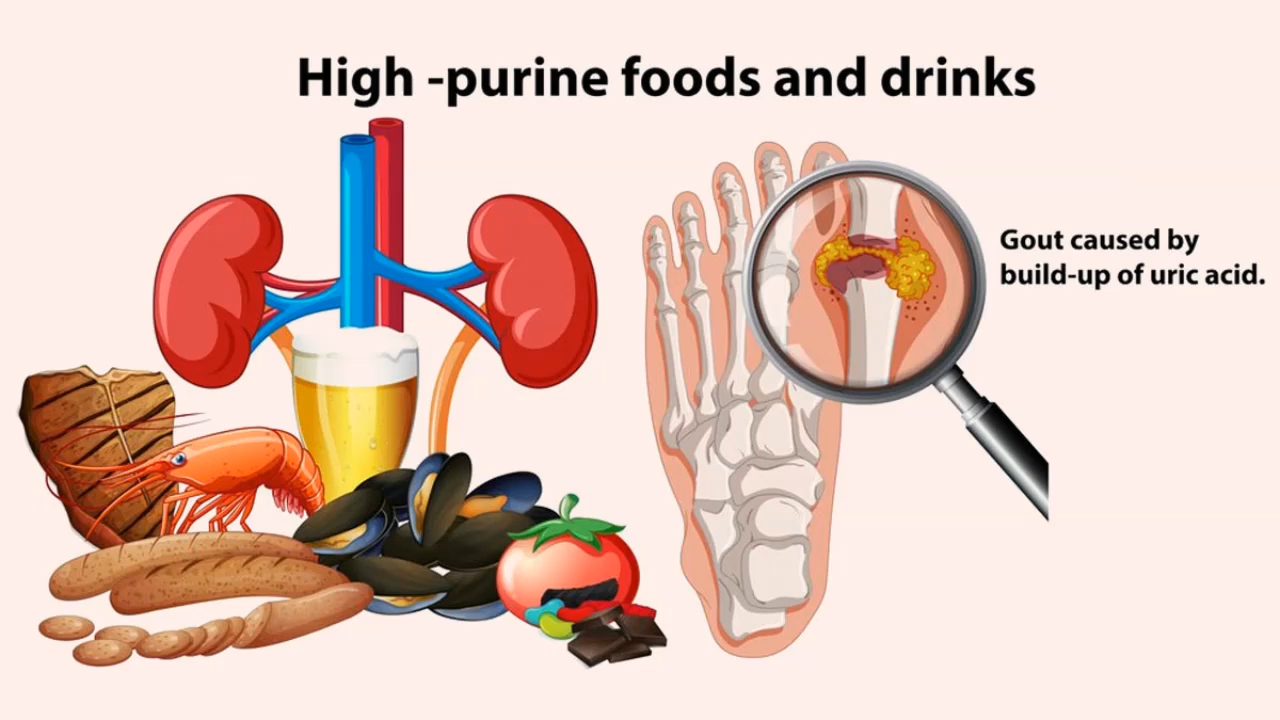 High -purine foods and drinks
Gout caused by
build-up of uric acid.